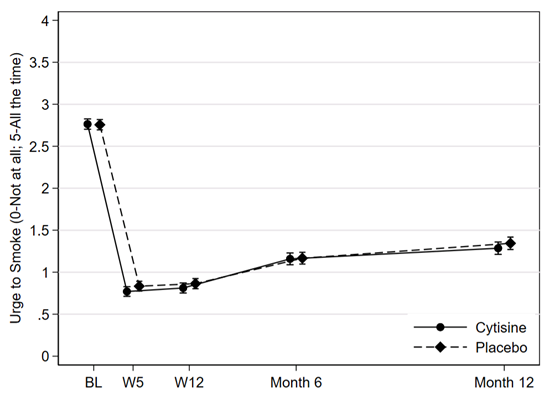 Urge to Smoke (0-Not at all; 5-All the time)
4
3.5
3
2.5
2
1.5
1
.5
0
BL W5 W12 Month 6 Month 12
Cytisine
Placebo